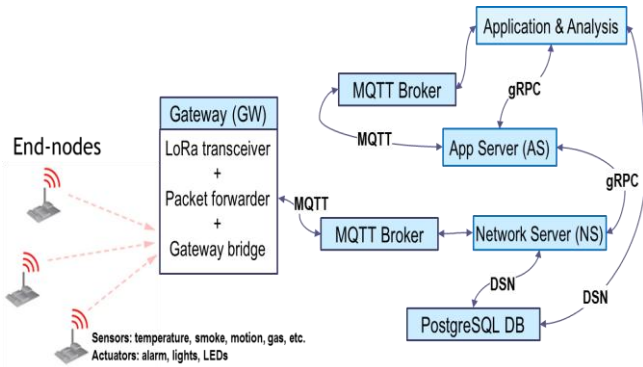 Application & Analysis
MQTT Broker
gRPC
Gateway (GW)
MQTT
App Server (AS)
End-nodes
LoRa transceiver
+
Packet forwarder
+
Gateway bridge
gRPC
MQTT
MQTT Broker
Network Server (NS)
DSN
DSN
PostgreSQL DB
Sensors: temperature, smoke, motion, gas, etc.
Actuators: alarm, lights, LEDs